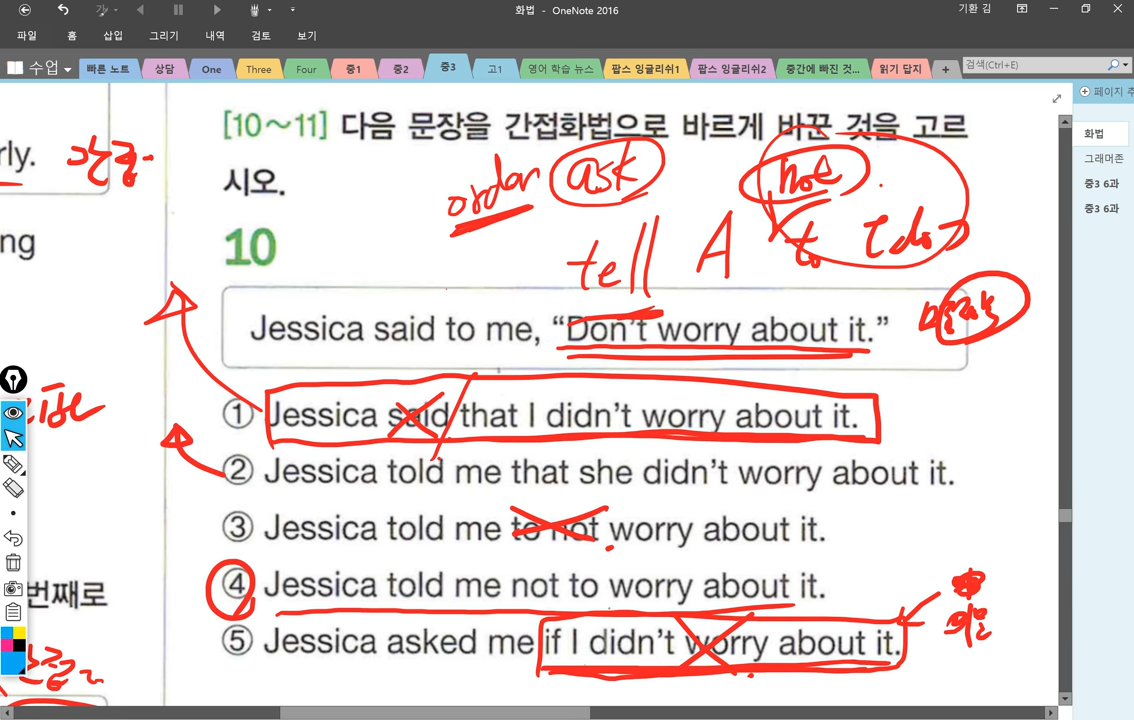 화법 - OneNote 2016
기환 김
파일 홈 삽입 그리기 내역 검토 보기
수업 빠른 노트 상담 One Three Four 중1 중2 중3 고1 영어 학습 뉴스 팝스 잉글리쉬1 팝스 잉글리쉬2 중간에 빠진 것... 읽기 답지 + 검색(Ctrl+E)
페이지 추
화법
그래머존
중3 6과
중3 6과
rly.
ng
번째로
[10～11] 다음 문장을 간접화법으로 바르게 바꾼 것을 고르
시오.
order ask not
tell A to
10
Jessica said to me, “Don’t worry about it.”
① Jessica said that I didn’t worry about it.
② Jessica told me that she didn’t worry about it.
③ Jessica told me to not worry about it.
④ Jessica told me not to worry about it.
⑤ Jessica asked me if I didn’t worry about it.